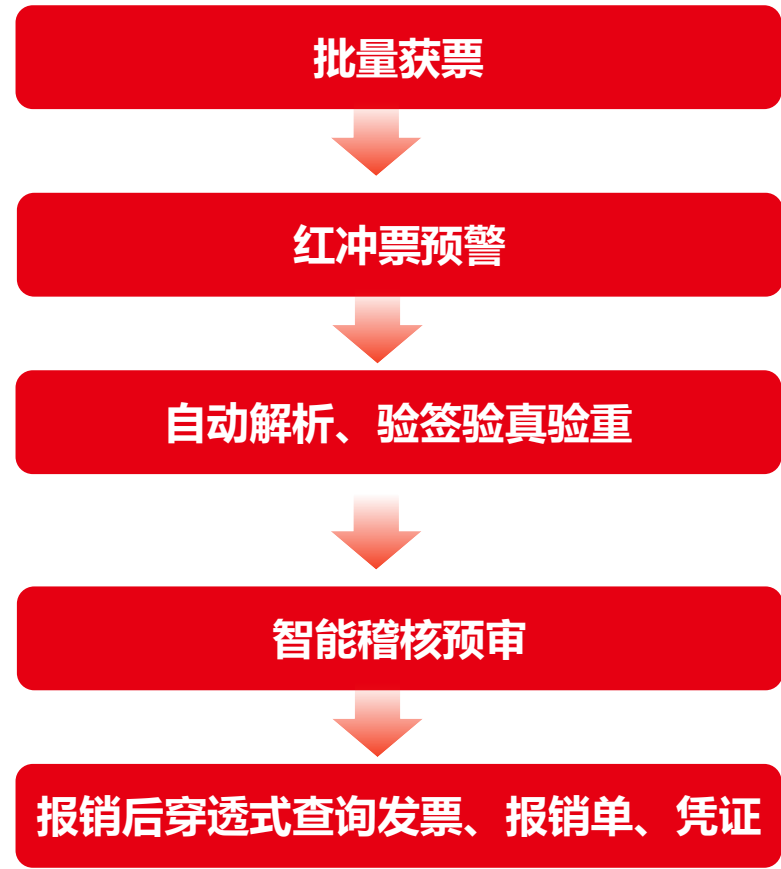 批量获票
红冲票预警
自动解析、验签验真验重
智能稽核预审
报销后穿透式查询发票、报销单、凭证